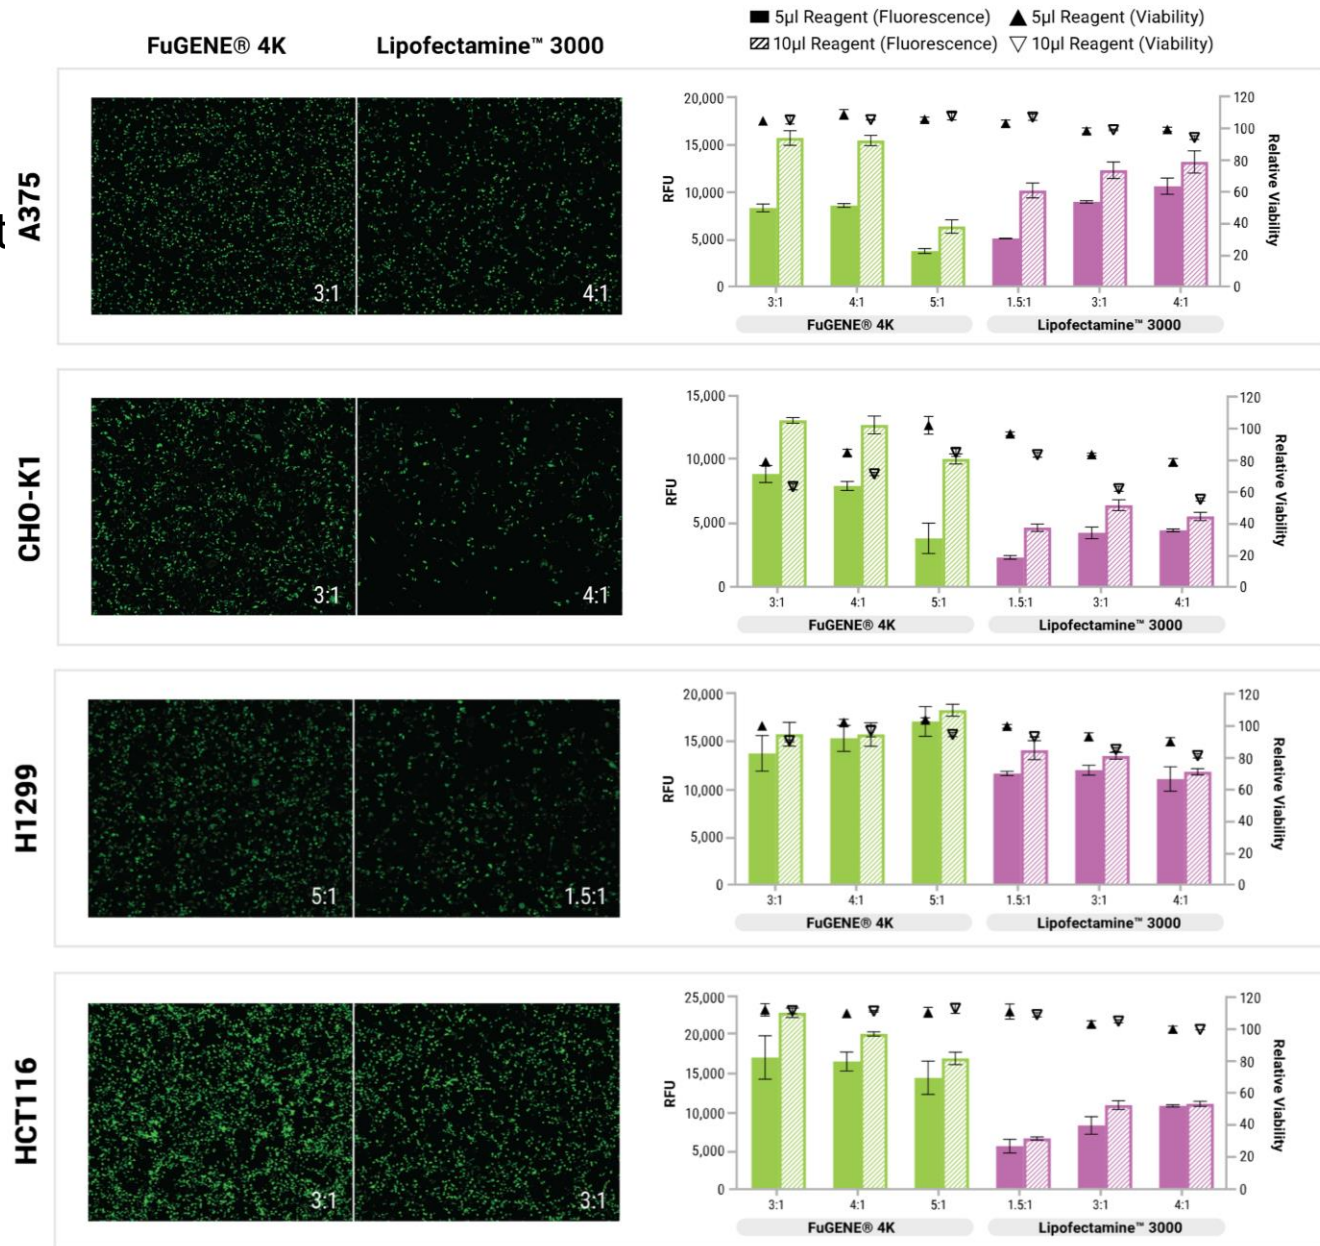 ■ 5µl Reagent (Fluorescence) ▲ 5µl Reagent (Viability)
FuGENE® 4K Lipofectamine™ 3000
10µl Reagent (Fluorescence) ▽ 10µl Reagent (Viability)
A375
3:1 4:1
RFU
20,000
15,000
10,000
5,000
0
120
100
80
60
40
20
0
Relative Viability
3:1 4:1 5:1 1.5:1 3:1 4:1
FuGENE® 4K Lipofectamine™ 3000
CHO-K1
3:1 4:1
RFU
15,000
10,000
5,000
0
120
100
80
60
40
20
0
Relative Viability
3:1 4:1 5:1 1.5:1 3:1 4:1
FuGENE® 4K Lipofectamine™ 3000
H1299
5:1 1.5:1
RFU
20,000
15,000
10,000
5,000
0
120
100
80
60
40
20
0
Relative Viability
3:1 4:1 5:1 1.5:1 3:1 4:1
FuGENE® 4K Lipofectamine™ 3000
HCT116
3:1 3:1
RFU
25,000
20,000
15,000
10,000
5,000
0
120
100
80
60
40
20
0
Relative Viability
3:1 4:1 5:1 1.5:1 3:1 4:1
FuGENE® 4K Lipofectamine™ 3000